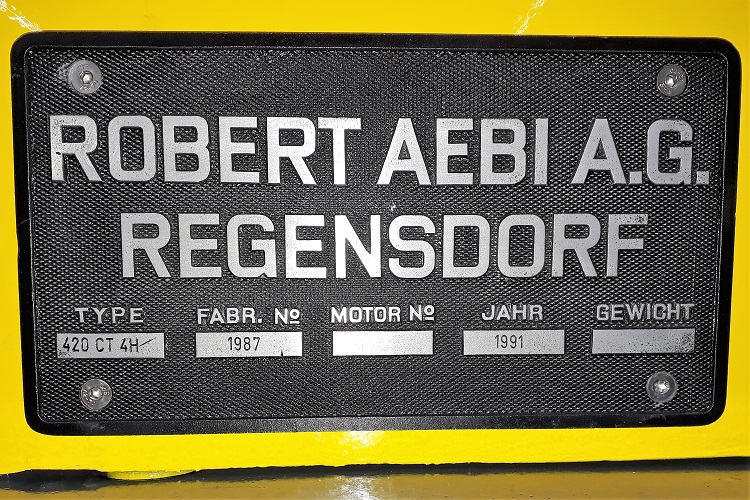 ROBERT AEBI A.G.
REGENSDORF
TYPE FABR. Nº MOTOR Nº JAHR GEWICHT
420 CT 4H 1987 1991